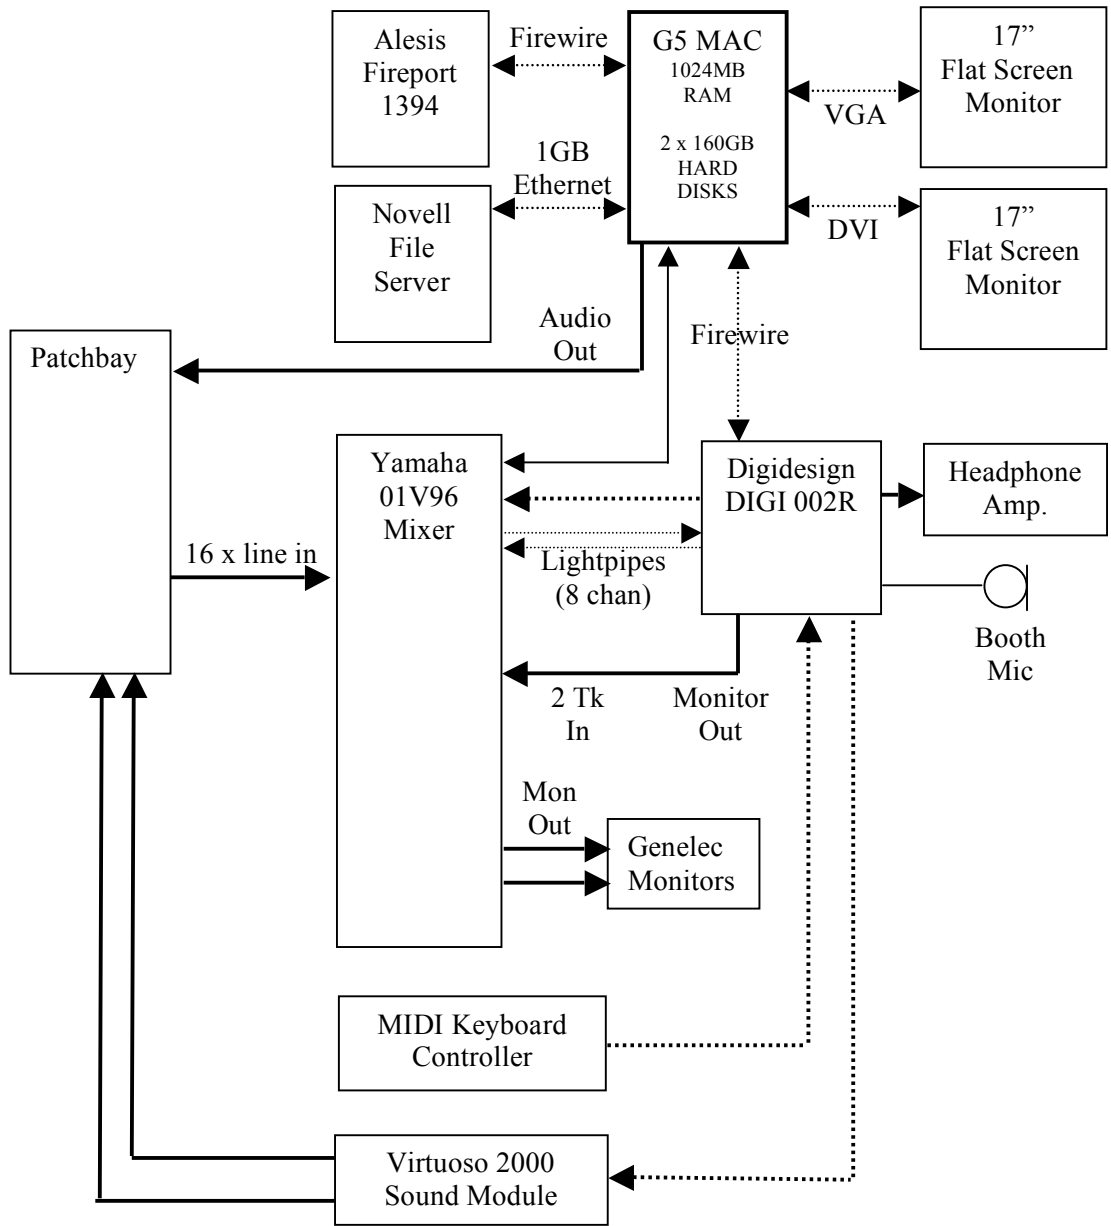 Alesis
Fireport
1394
Firewire
G5 MAC
1024MB
RAM
2 x 160GB
HARD
DISKS
VGA
17”
Flat Screen
Monitor
1GB
Ethernet
Novell
File
Server
DVI
17”
Flat Screen
Monitor
Audio
Out
Firewire
Patchbay
16 x line in
Yamaha
01V96
Mixer
Lightpipes
(8 chan)
Digidesign
DIGI 002R
Headphone
Amp.
Booth
Mic
2 Tk
In
Monitor
Out
Mon
Out
Genelec
Monitors
MIDI Keyboard
Controller
Virtuoso 2000
Sound Module